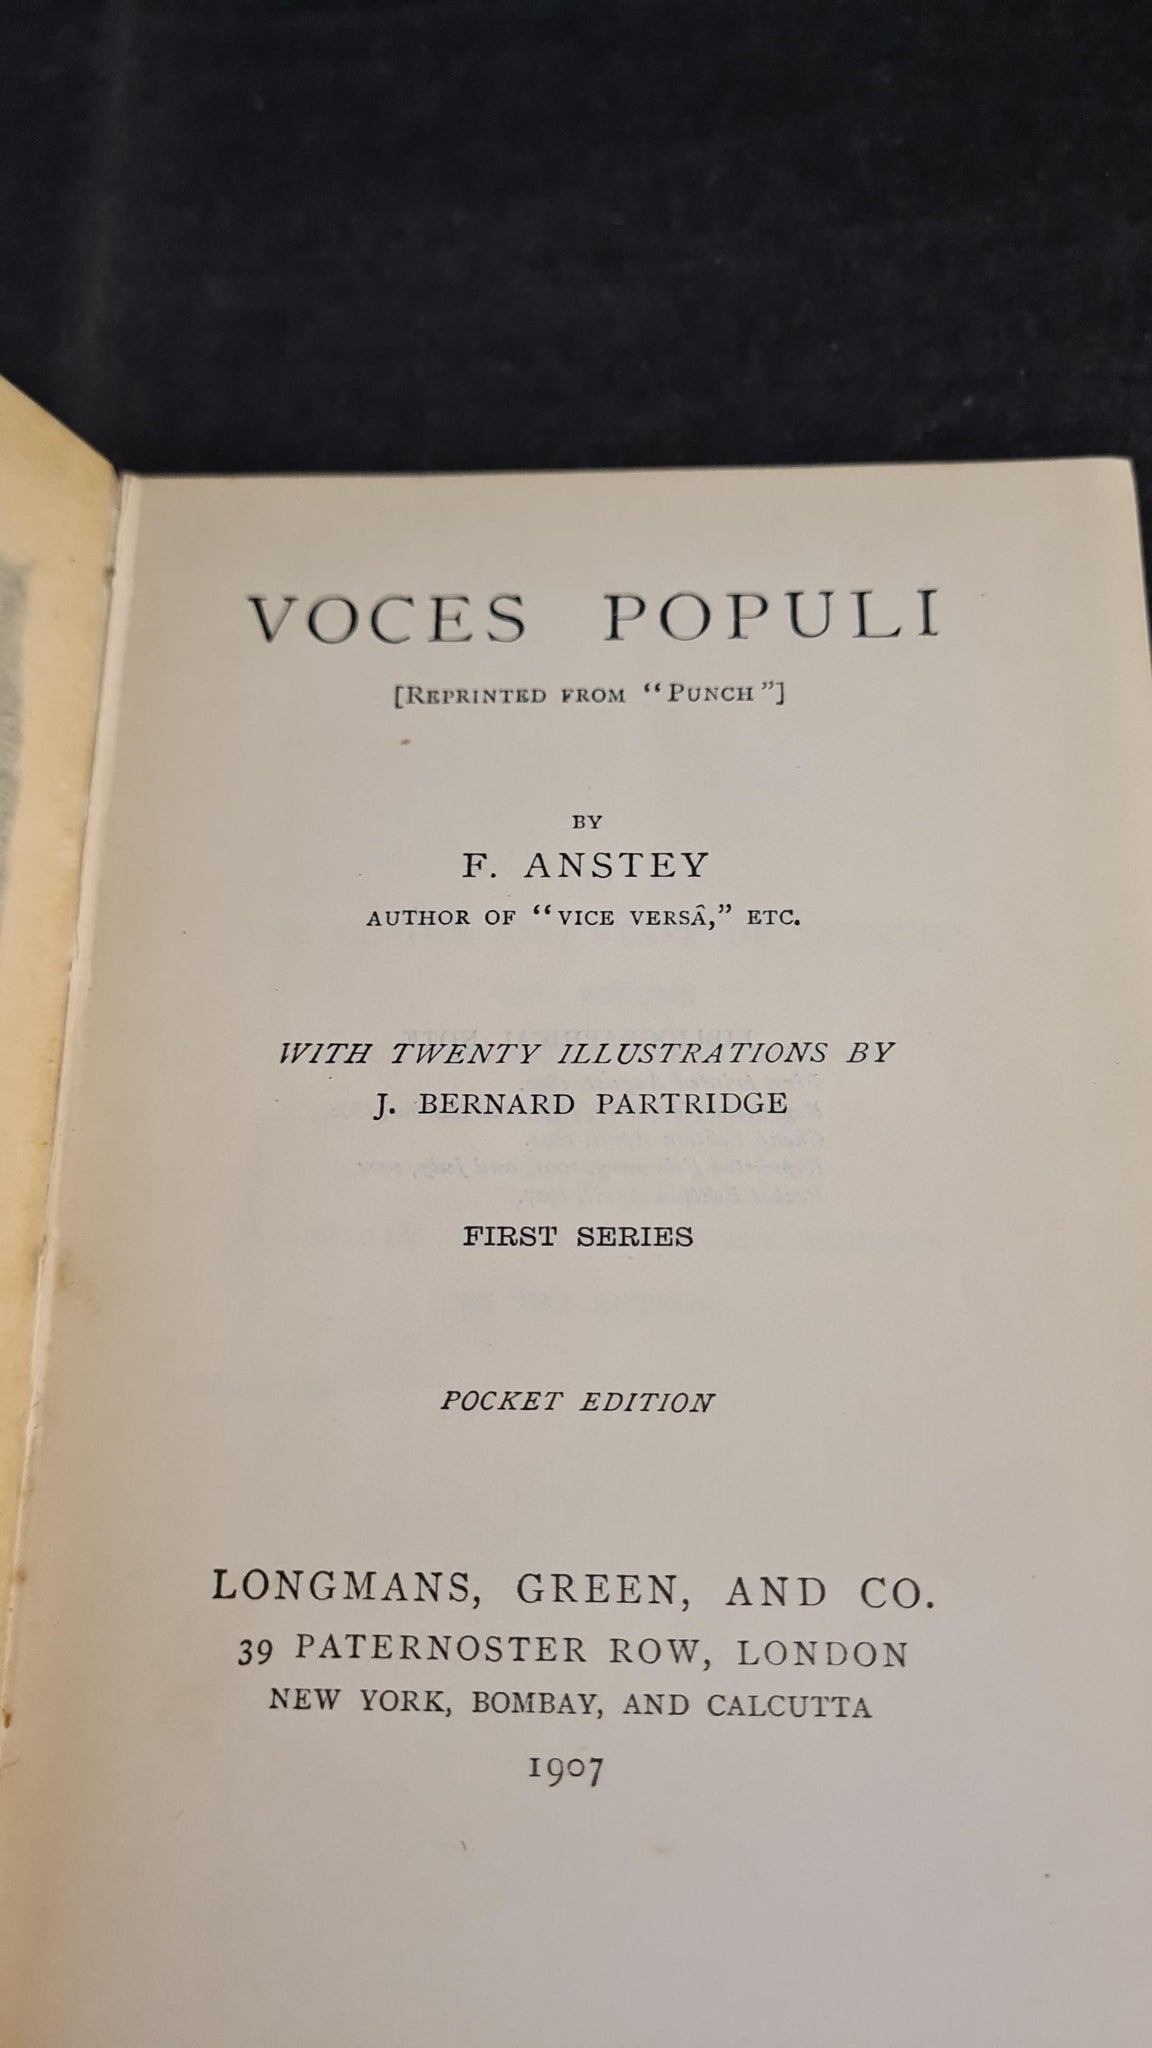 VOCES POPULI
[REPRINTED FROM “PUNCH”]
BY
F. ANSTEY
AUTHOR OF “VICE VERSÂ,” ETC.
WITH TWENTY ILLUSTRATIONS BY
J. BERNARD PARTRIDGE
FIRST SERIES
POCKET EDITION
LONGMANS, GREEN, AND CO.
39 PATERNOSTER ROW, LONDON
NEW YORK, BOMBAY, AND CALCUTTA
1907